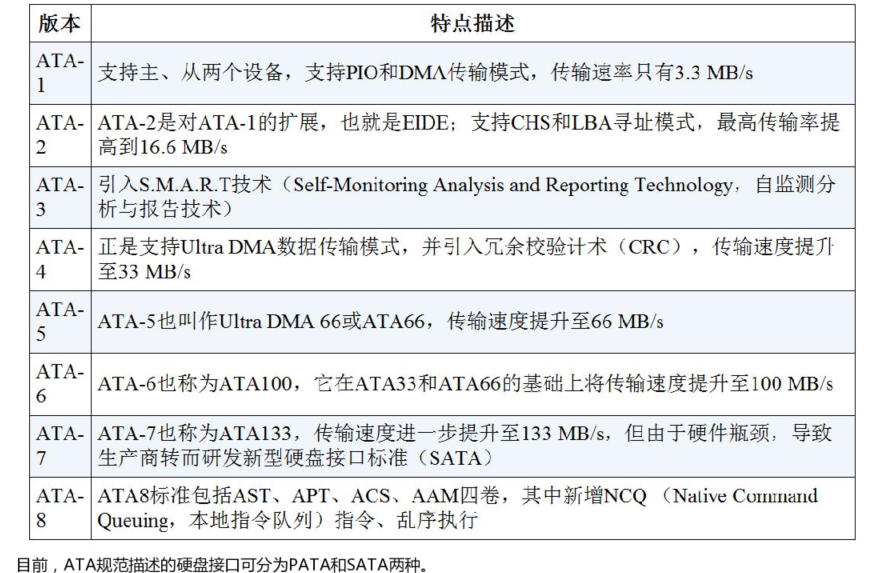 版本 特点描述
ATA-
1
支持主、从两个设备，支持PIO和DMA传输模式，传输速率只有3.3 MB/s
ATA-
2
ATA-2是对ATA-1的扩展，也就是EIDE；支持CHS和LBA寻址模式，最高传输率提
高到16.6 MB/s
ATA-
3
引入S.M.A.R.T技术（Self-Monitoring Analysis and Reporting Technology，自监测分
析与报告技术）
ATA-
4
正是支持Ultra DMA数据传输模式，并引入冗余校验计术（CRC），传输速度提升
至33 MB/s
ATA-
5
ATA-5也叫作Ultra DMA 66或ATA66，传输速度提升至66 MB/s
ATA-
6
ATA-6也称为ATA100，它在ATA33和ATA66的基础上将传输速度提升至100 MB/s
ATA-
7
ATA-7也称为ATA133，传输速度进一步提升至133 MB/s，但由于硬件瓶颈，导致
生产商转而研发新型硬盘接口标准（SATA）
ATA-
8
ATA8标准包括AST、APT、ACS、AAM四卷，其中新增NCQ （Native Command
Queuing，本地指令队列）指令、乱序执行
目前，ATA规范描述的硬盘接口可分为PATA和SATA两种。